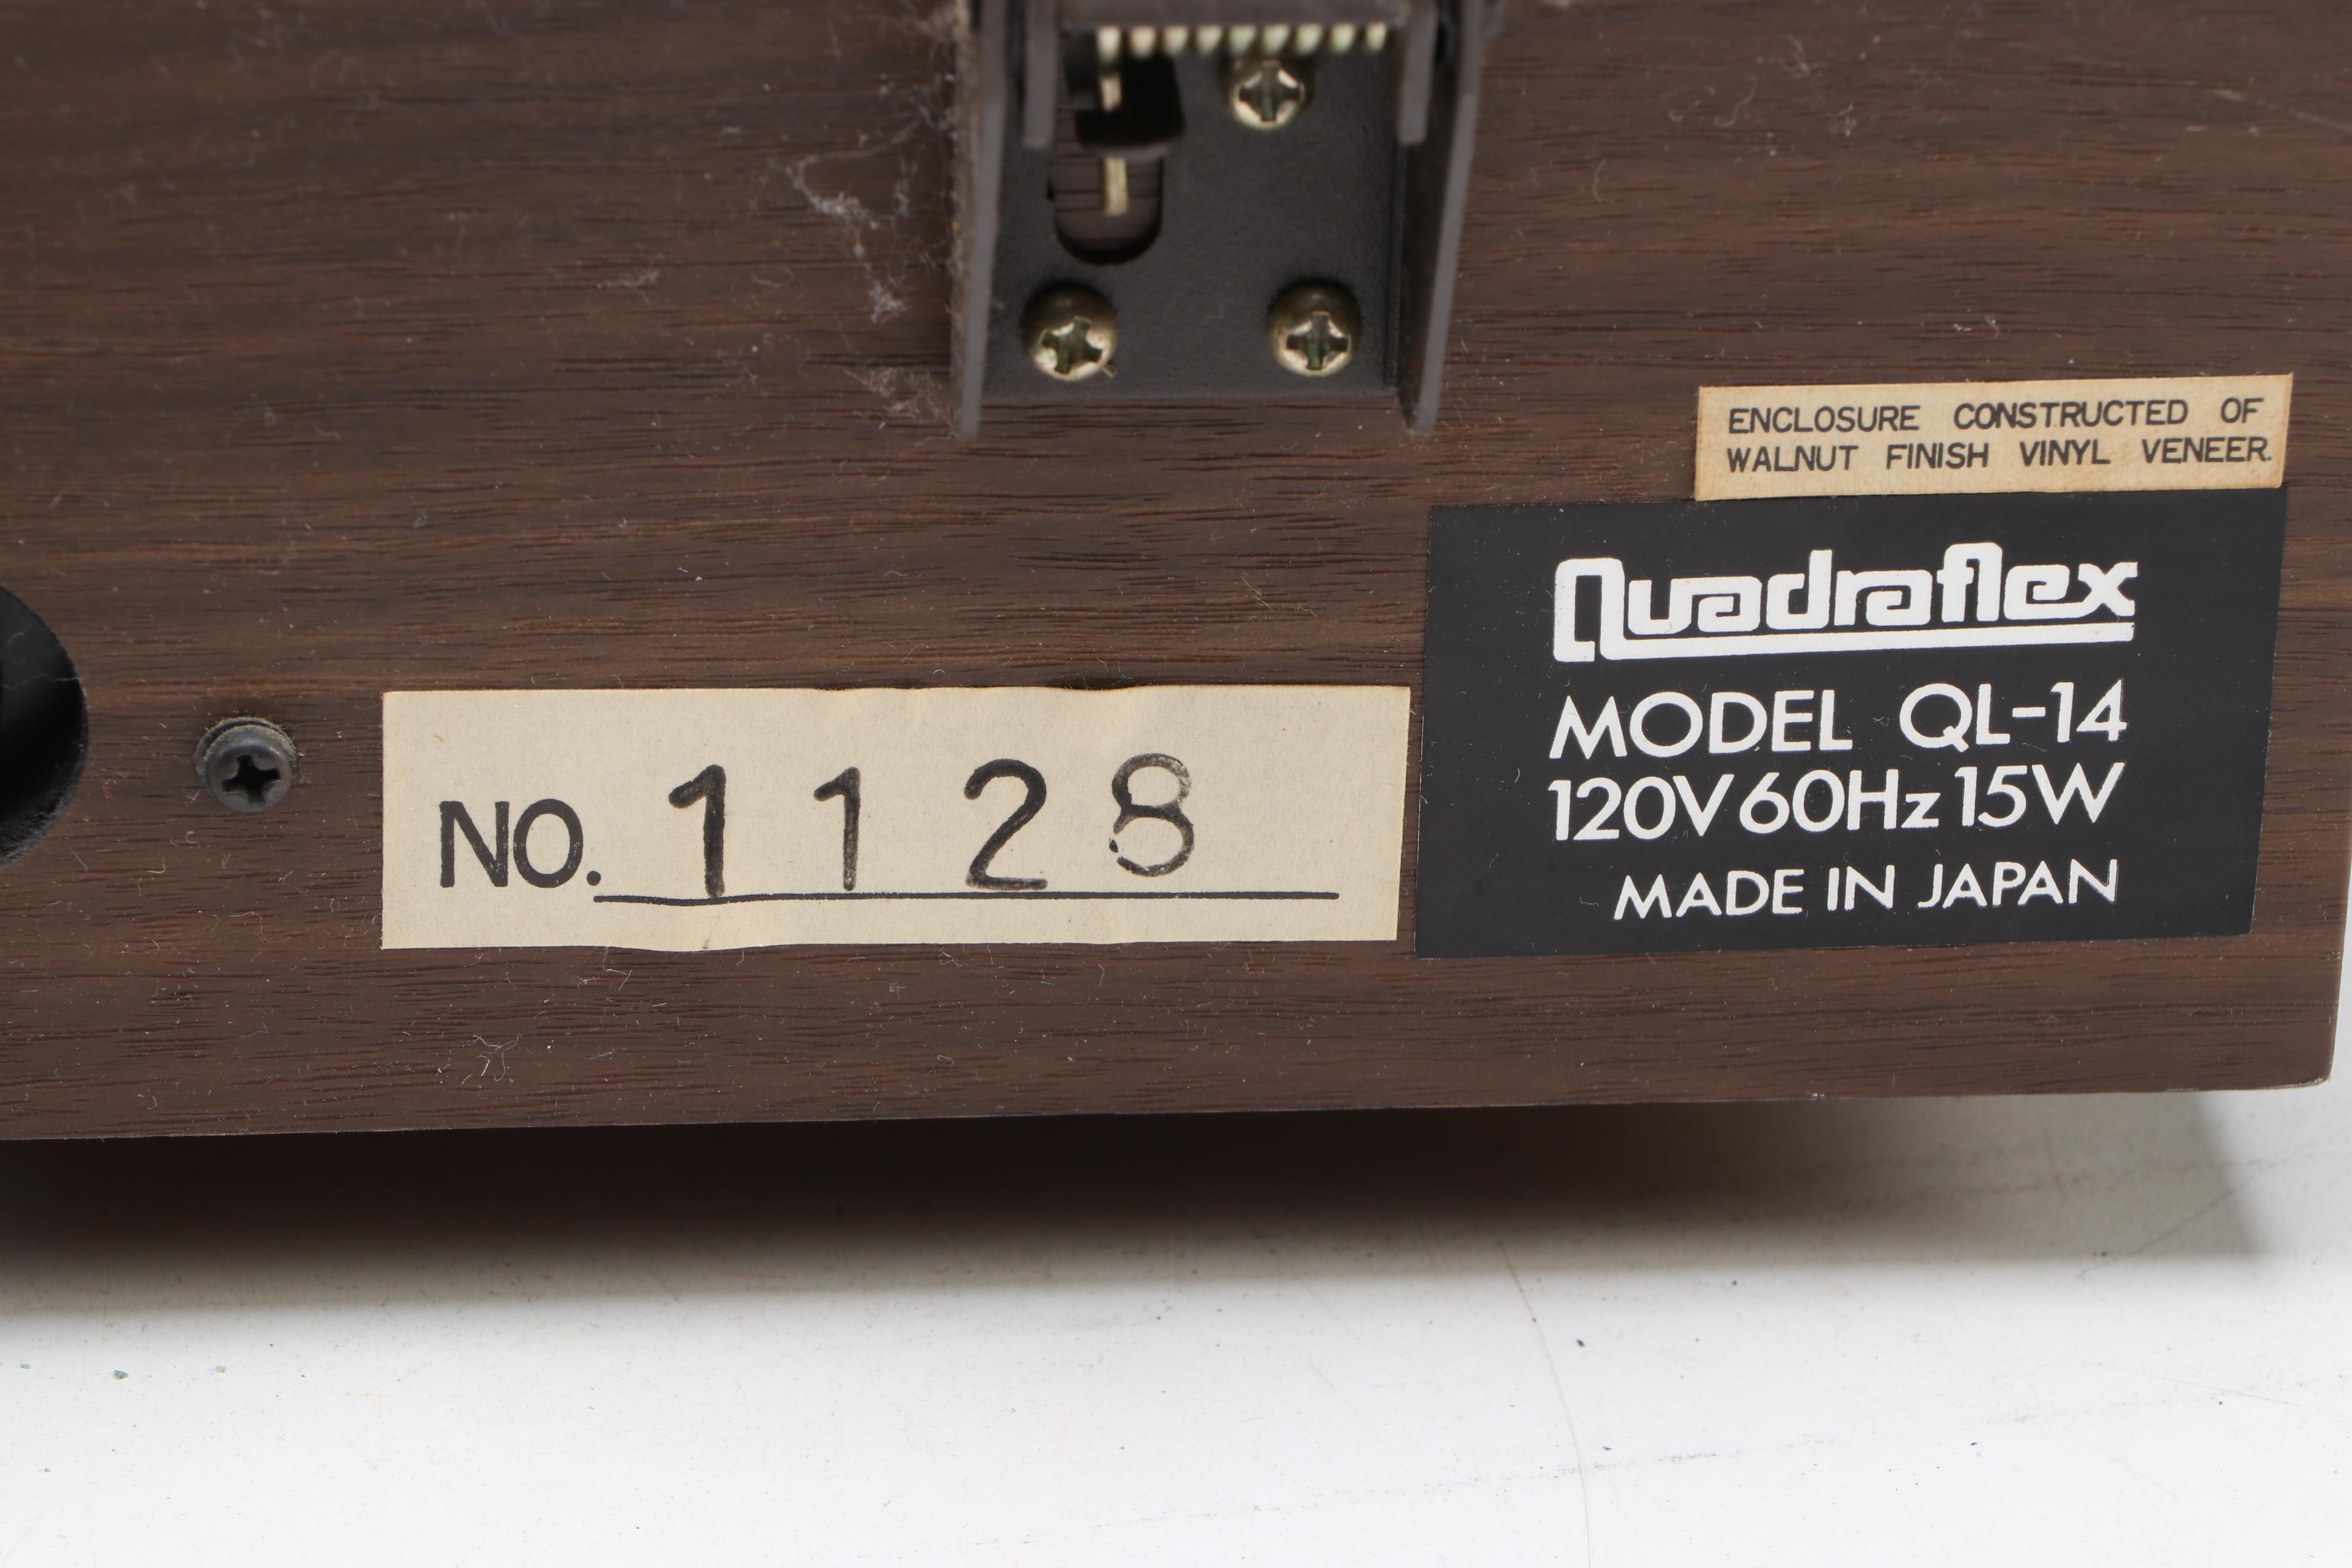 ENCLOSURE CONSTRUCTED OF
WALNUT FINISH VINYL VENEER.
Quadraflex
MODEL QL-14
120V 60Hz 15W
MADE IN JAPAN
NO. 1128